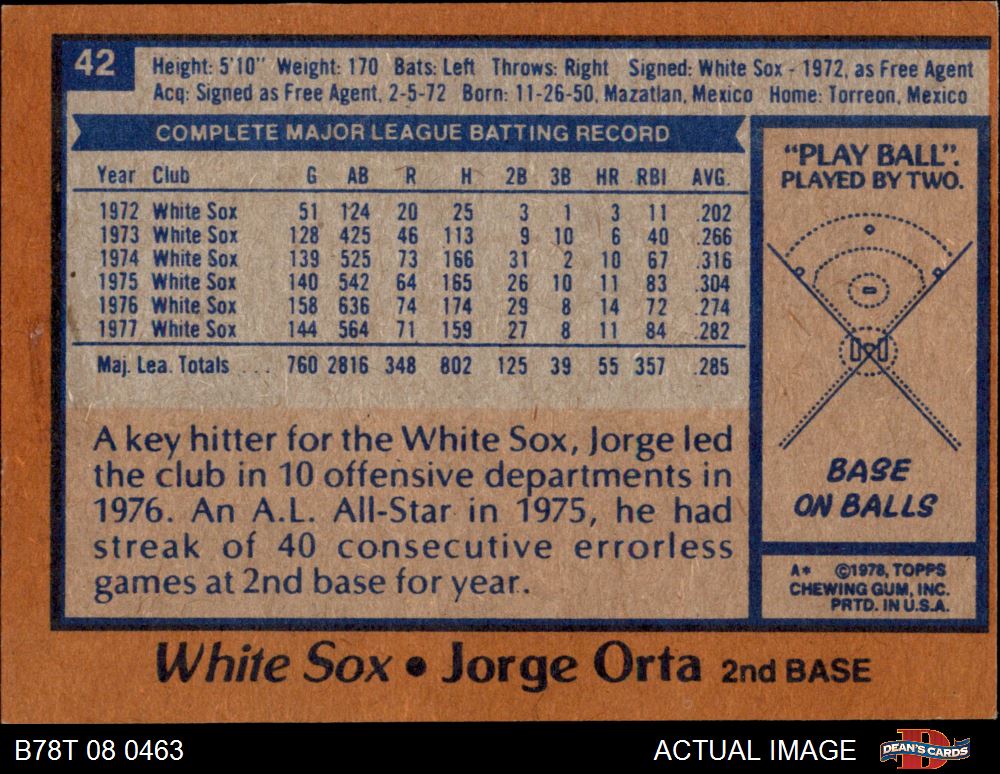 42
Height: 5'10" Weight: 170 Bats: Left Throws: Right Signed: White Sox - 1972, as Free Agent
Acq: Signed as Free Agent, 2-5-72 Born: 11-26-50, Mazatlan, Mexico Home: Torreon, Mexico
COMPLETE MAJOR LEAGUE BATTING RECORD
Year Club G AB R H 2B 3B HR RBI AVG.
1972 White Sox 51 124 20 25 3 1 3 11 .202
1973 White Sox 128 425 46 113 9 10 6 40 .266
1974 White Sox 139 525 73 166 31 2 10 67 .316
1975 White Sox 140 542 64 165 26 10 11 83 .304
1976 White Sox 158 636 74 174 29 8 14 72 .274
1977 White Sox 144 564 71 159 27 8 11 84 .282
Maj. Lea. Totals ... 760 2816 348 802 125 39 55 357 .285
A key hitter for the White Sox, Jorge led
the club in 10 offensive departments in
1976. An A.L. All-Star in 1975, he had
streak of 40 consecutive errorless
games at 2nd base for year.
"PLAY BALL".
PLAYED BY TWO.
BASE
ON BALLS
A* ©1978, TOPPS
CHEWING GUM, INC.
PRTD. IN U.S.A.
White Sox • Jorge Orta 2nd BASE
B78T 08 0463 ACTUAL IMAGE DEAN'S CARDS